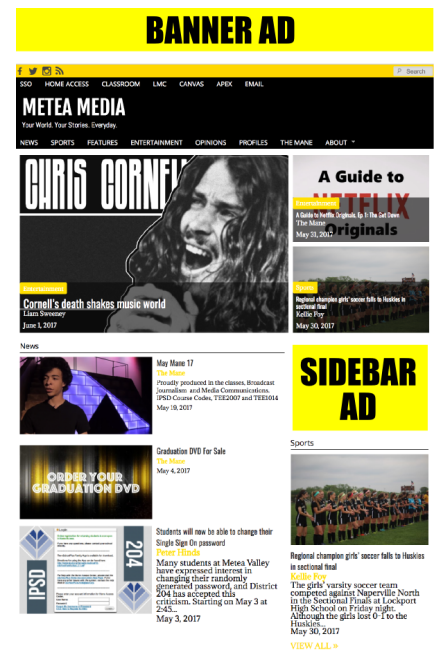 BANNER AD
Search
SSO HOME ACCESS CLASSROOM LMC CANVAS APEX EMAIL
METEA MEDIA
Your World. Your Stories. Everyday.
NEWS SPORTS FEATURES ENTERTAINMENT OPINIONS PROFILES THE MANE ABOUT
CHRIS CORNELL
Entertainment
Cornell's death shakes music world
Liam Sweeney
June 1, 2017
A Guide to
NETFLIX
Originals
Entertainment
A Guide to Netflix Originals, Ep. 1: The Get Down
The Mane
May 31, 2017
Sports
Regional champion girls' soccer falls to Huskies in
sectional final
Kellie Foy
May 30, 2017
News
May Mane 17
The Mane
Proudly produced in the classes, Broadcast
Journalism and Media Communications.
IPSD Course Codes, TEE2007 and TEE1014
May 19, 2017
SIDEBAR
AD
ORDER YOUR
GRADUATION DVD
Graduation DVD For Sale
The Mane
May 4, 2017
IPSD
204
Students will now be able to change their
Single Sign On password
Peter Hinds
Many students at Metea Valley
have expressed interest in
changing their randomly
generated password, and District
204 has accepted this
criticism. Starting on May 3 at
2:45...
May 3, 2017
Sports
Regional champion girls' soccer falls to Huskies
in sectional final
Kellie Foy
The girls' varsity soccer team
competed against Naperville North
in the Sectional Finals at Lockport
High School on Friday night.
Although the girls lost 0-1 to the
Huskies...
May 30, 2017
VIEW ALL »